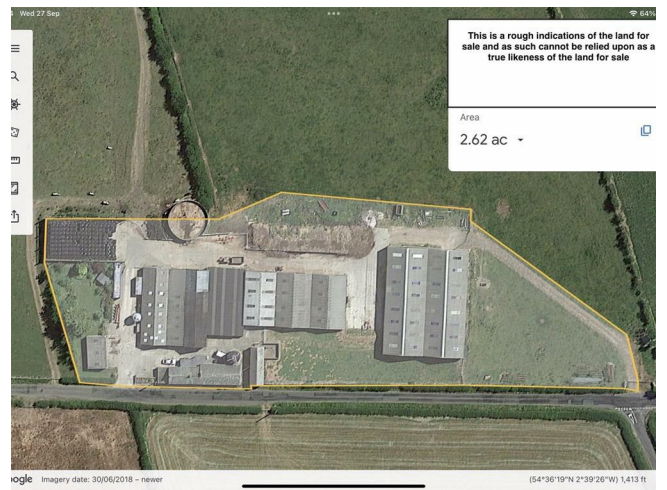 Wed 27 Sep
64%
This is a rough indications of the land for
sale and as such cannot be relied upon as a
true likeness of the land for sale
Area
2.62 ac
Imagery date: 30/06/2018 – newer
(54°36'19"N 2°39'26"W) 1,413 ft